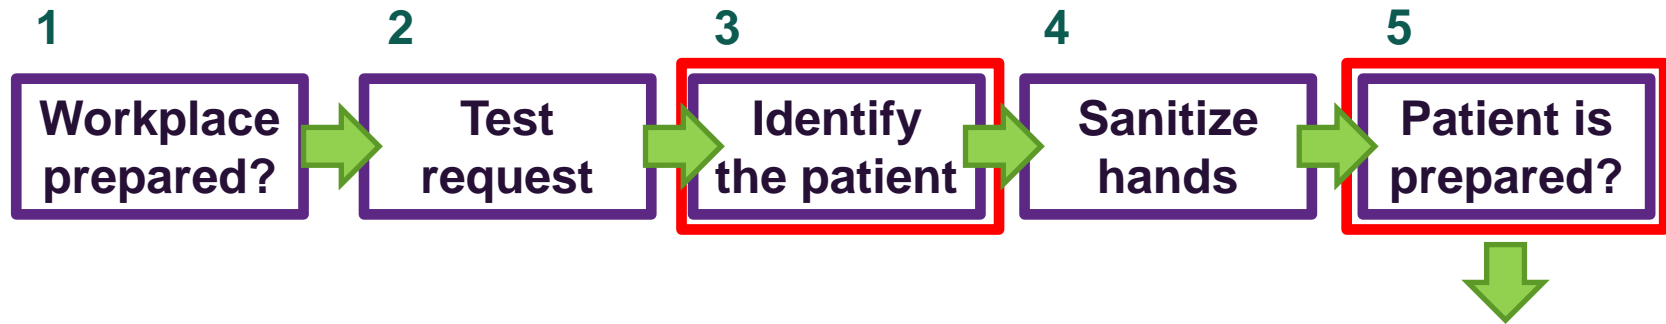 1
2
3
4
5
Workplace
prepared?
Test
request
Identify
the patient
Sanitize
hands
Patient is
prepared?